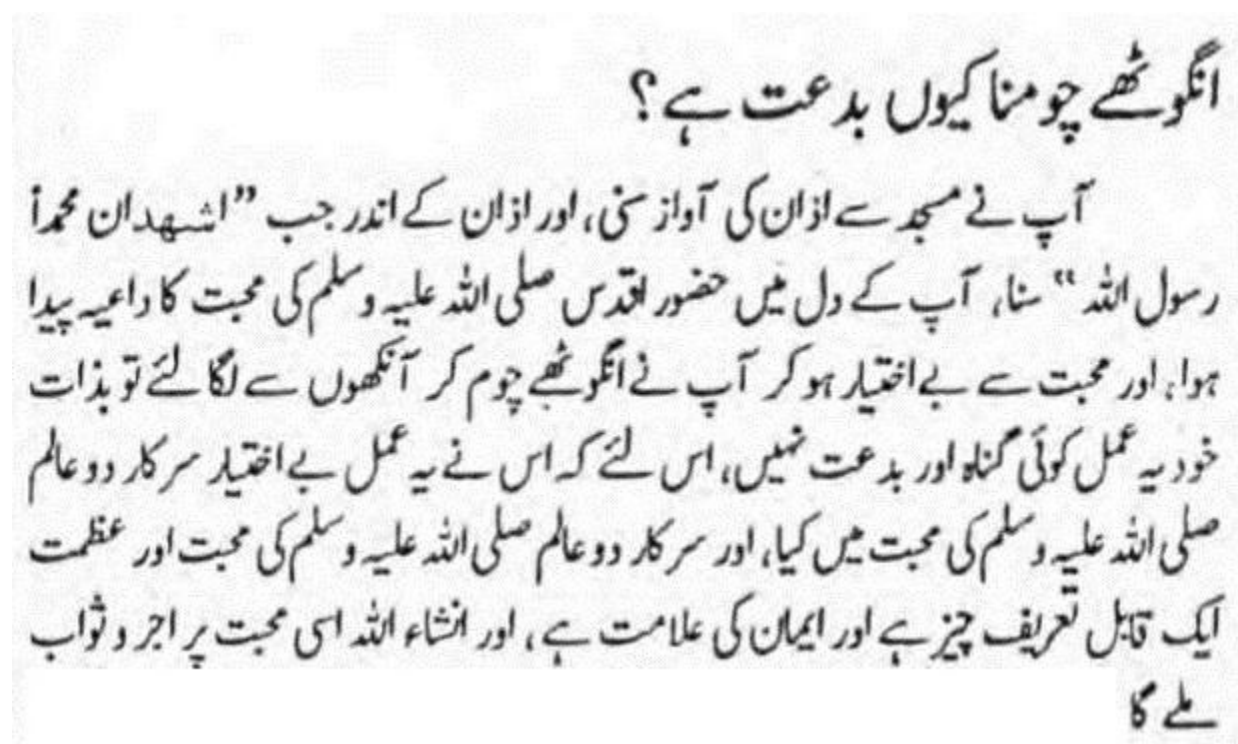 انگوٹھے چومنا کیوں بدعت ہے؟
آپ نے مسجد سے اذان کی آواز سنی، اور اذان کے اندر جب "اشہدان محمداً
رسول اللہ" سنا، آپ کے دل میں حضور اقدس صلی اللہ علیہ وسلم کی محبت کا داعیہ پیدا
ہوا، اور محبت سے بے اختیار ہو کر آپ نے انگوٹھے چوم کر آنکھوں سے لگا لئے تو بذات
خود یہ عمل کوئی گناہ اور بدعت نہیں، اس لئے کہ اس نے یہ عمل بے اختیار سرکار دو عالم
صلی اللہ علیہ وسلم کی محبت میں کیا، اور سرکار دو عالم صلی اللہ علیہ وسلم کی محبت اور عظمت
ایک قابل تعریف چیز ہے اور ایمان کی علامت ہے، اور انشاء اللہ اسی محبت پر اجر و ثواب
ملے گا